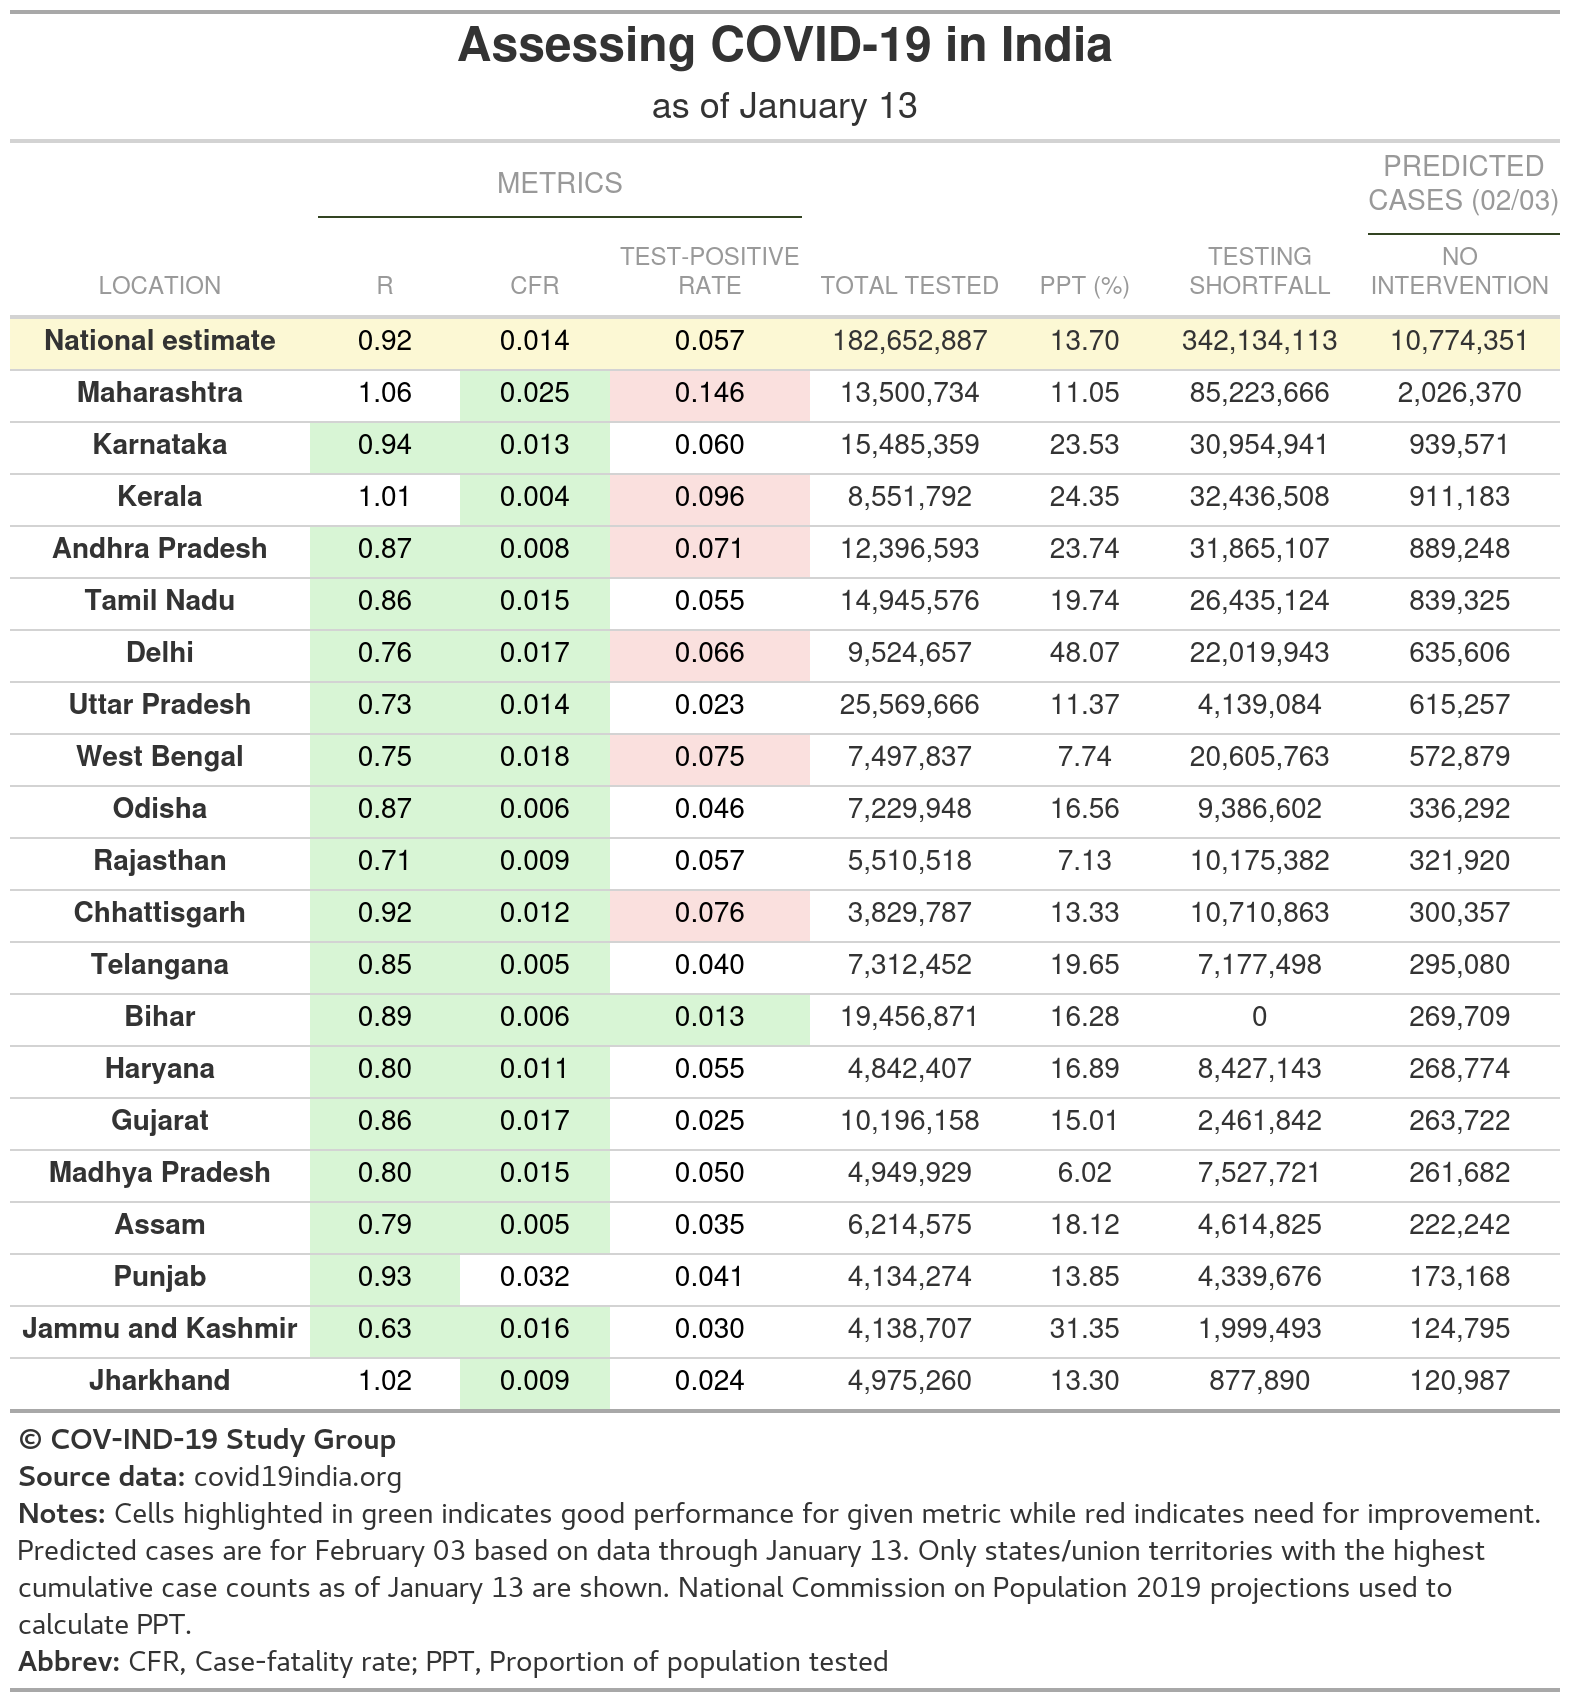 Assessing COVID-19 in India
as of January 13
METRICS
PREDICTED
CASES (02/03)
LOCATION R CFR TEST-POSITIVE RATE TOTAL TESTED PPT (%) TESTING SHORTFALL NO INTERVENTION
National estimate 0.92 0.014 0.057 182,652,887 13.70 342,134,113 10,774,351
Maharashtra 1.06 0.025 0.146 13,500,734 11.05 85,223,666 2,026,370
Karnataka 0.94 0.013 0.060 15,485,359 23.53 30,954,941 939,571
Kerala 1.01 0.004 0.096 8,551,792 24.35 32,436,508 911,183
Andhra Pradesh 0.87 0.008 0.071 12,396,593 23.74 31,865,107 889,248
Tamil Nadu 0.86 0.015 0.055 14,945,576 19.74 26,435,124 839,325
Delhi 0.76 0.017 0.066 9,524,657 48.07 22,019,943 635,606
Uttar Pradesh 0.73 0.014 0.023 25,569,666 11.37 4,139,084 615,257
West Bengal 0.75 0.018 0.075 7,497,837 7.74 20,605,763 572,879
Odisha 0.87 0.006 0.046 7,229,948 16.56 9,386,602 336,292
Rajasthan 0.71 0.009 0.057 5,510,518 7.13 10,175,382 321,920
Chhattisgarh 0.92 0.012 0.076 3,829,787 13.33 10,710,863 300,357
Telangana 0.85 0.005 0.040 7,312,452 19.65 7,177,498 295,080
Bihar 0.89 0.006 0.013 19,456,871 16.28 0 269,709
Haryana 0.80 0.011 0.055 4,842,407 16.89 8,427,143 268,774
Gujarat 0.86 0.017 0.025 10,196,158 15.01 2,461,842 263,722
Madhya Pradesh 0.80 0.015 0.050 4,949,929 6.02 7,527,721 261,682
Assam 0.79 0.005 0.035 6,214,575 18.12 4,614,825 222,242
Punjab 0.93 0.032 0.041 4,134,274 13.85 4,339,676 173,168
Jammu and Kashmir 0.63 0.016 0.030 4,138,707 31.35 1,999,493 124,795
Jharkhand 1.02 0.009 0.024 4,975,260 13.30 877,890 120,987
© COV-IND-19 Study Group
Source data: covid19india.org
Notes: Cells highlighted in green indicates good performance for given metric while red indicates need for improvement.
Predicted cases are for February 03 based on data through January 13. Only states/union territories with the highest
cumulative case counts as of January 13 are shown. National Commission on Population 2019 projections used to
calculate PPT.
Abbrev: CFR, Case-fatality rate; PPT, Proportion of population tested